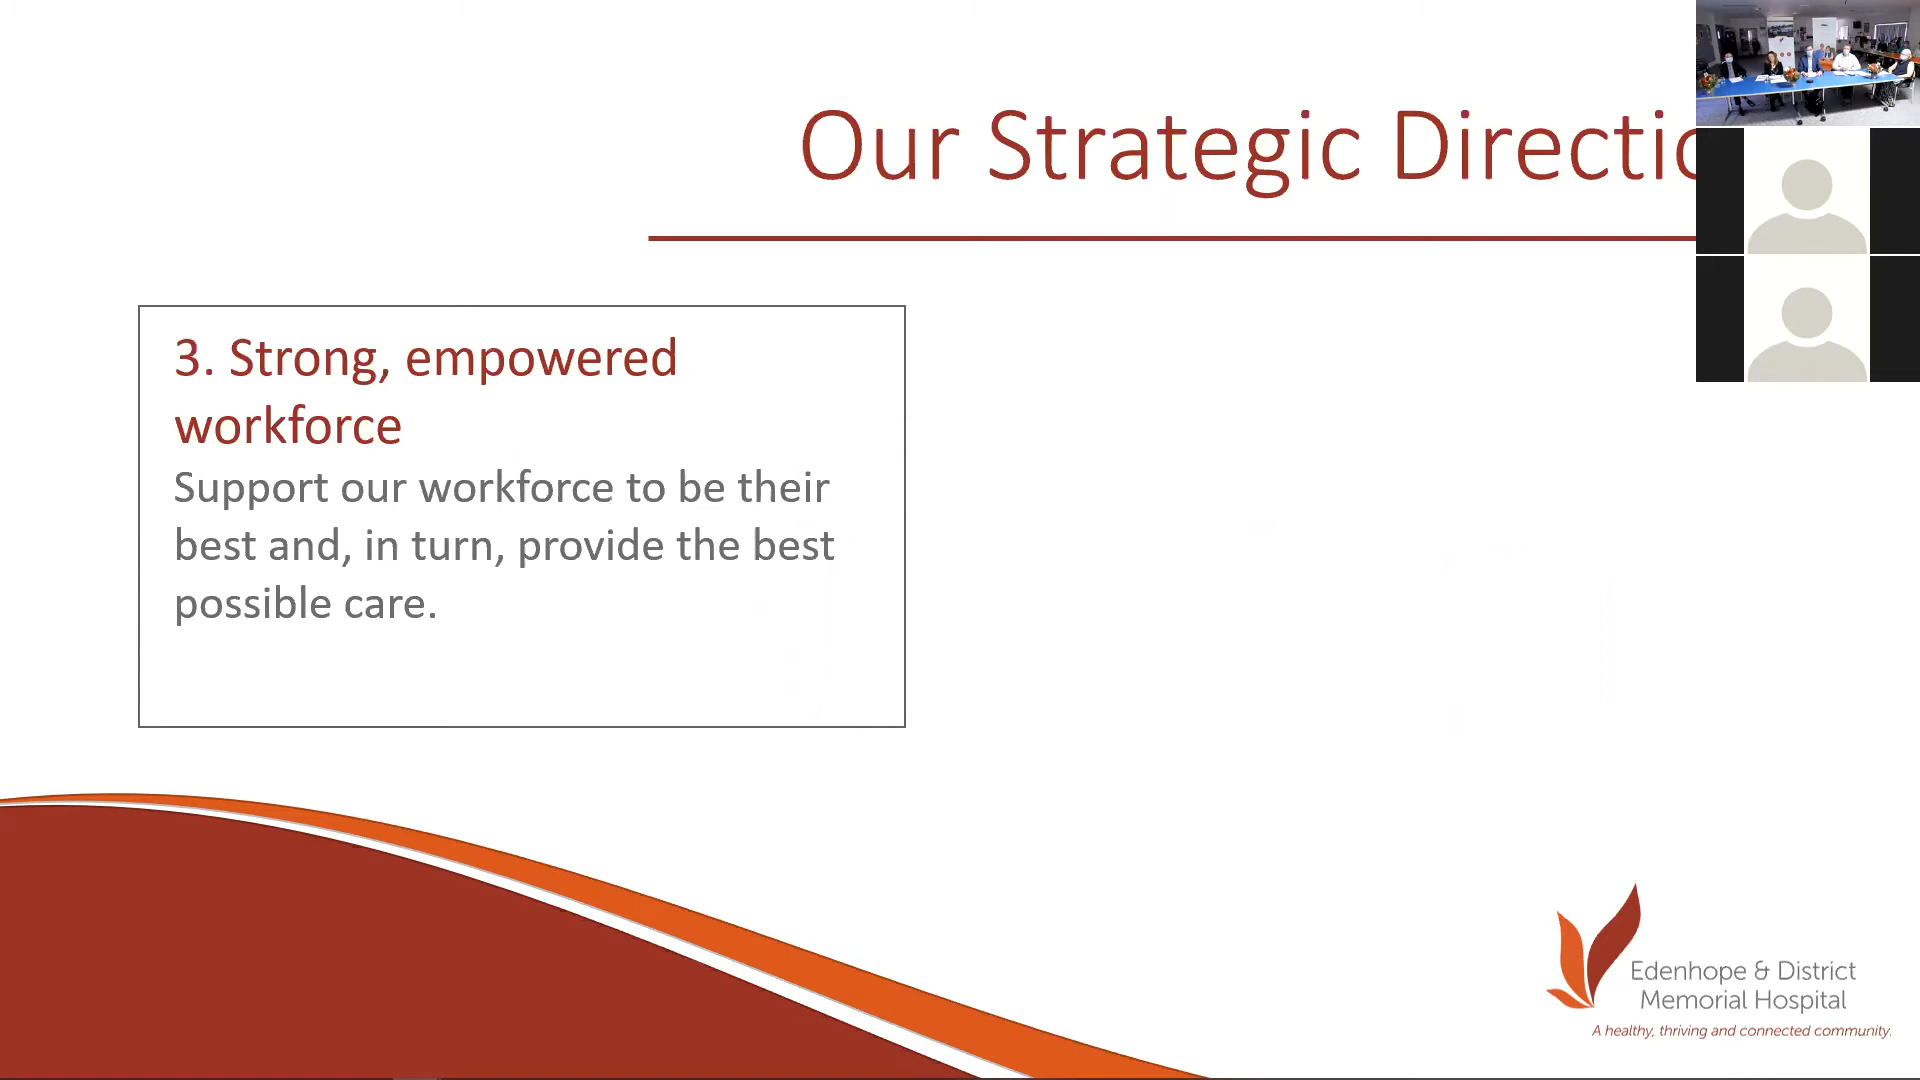 Our Strategic Directio
3. Strong, empowered
workforce
Support our workforce to be their
best and, in turn, provide the best
possible care.
Edenhope & District
Memorial Hospital
A healthy, thriving and connected community.